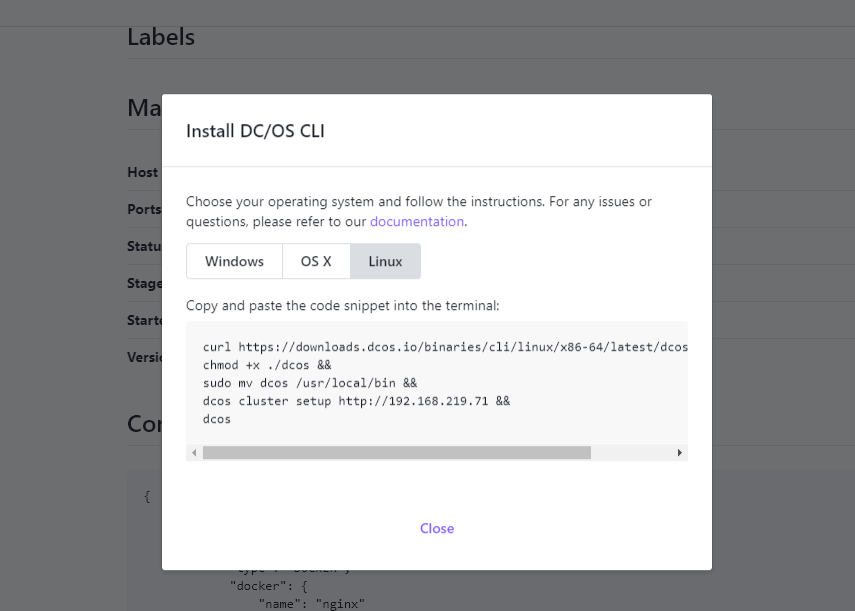 Labels
Ma
Install DC/OS CLI
Host
Choose your operating system and follow the instructions. For any issues or
questions, please refer to our documentation.
Ports
Statu
Windows
OS X
Linux
Stage
Copy and paste the code snippet into the terminal:
Starte
curl https://downloads.dcos.io/binaries/cli/linux/x86-64/latest/dcos
Versio
chmod +x ./dcos &&
sudo mv dcos /usr/local/bin &&
dcos cluster setup http://192.168.219.71 &&
dcos
Con
{
Close
"docker": {
"name": "nginx"